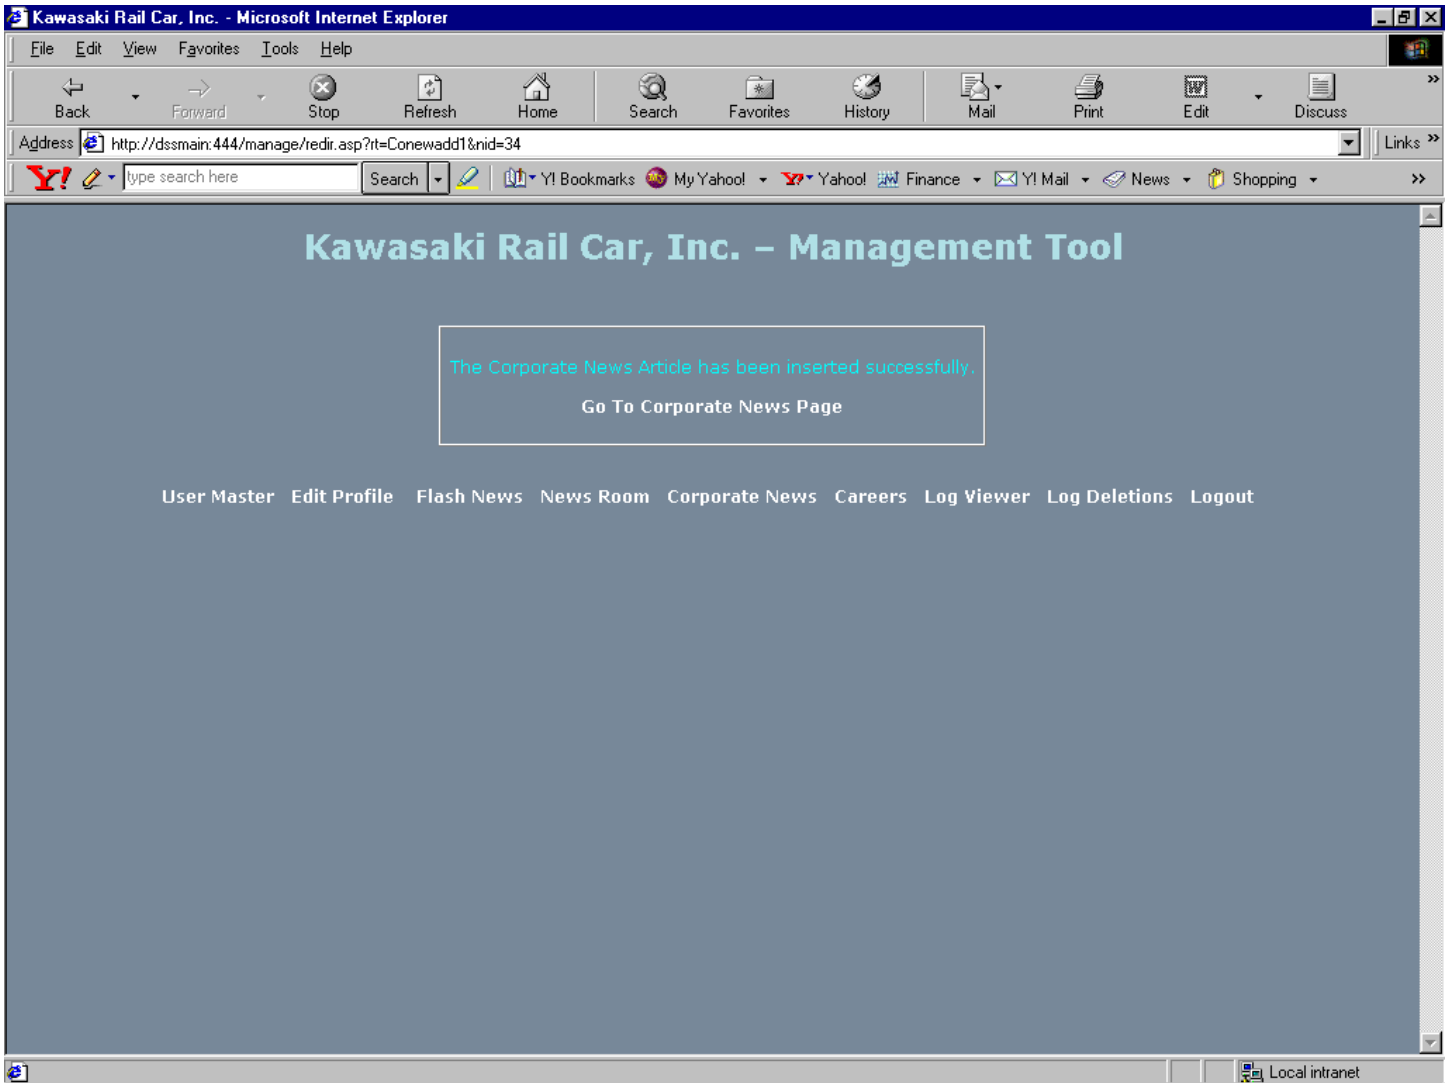 Kawasaki Rail Car, Inc. - Microsoft Internet Explorer
File Edit View Favorites Tools Help
Back Forward Stop Refresh Home Search Favorites History Mail Print Edit Discuss »
Address http://dssmain:444/manage/redir.asp?rt=Conewadd1&nid=34 Links »
Y! type search here Search Y! Bookmarks My Yahoo! Yahoo! Finance Y! Mail News Shopping »
Kawasaki Rail Car, Inc. – Management Tool
The Corporate News Article has been inserted successfully.
Go To Corporate News Page
User Master Edit Profile Flash News News Room Corporate News Careers Log Viewer Log Deletions Logout
Local intranet